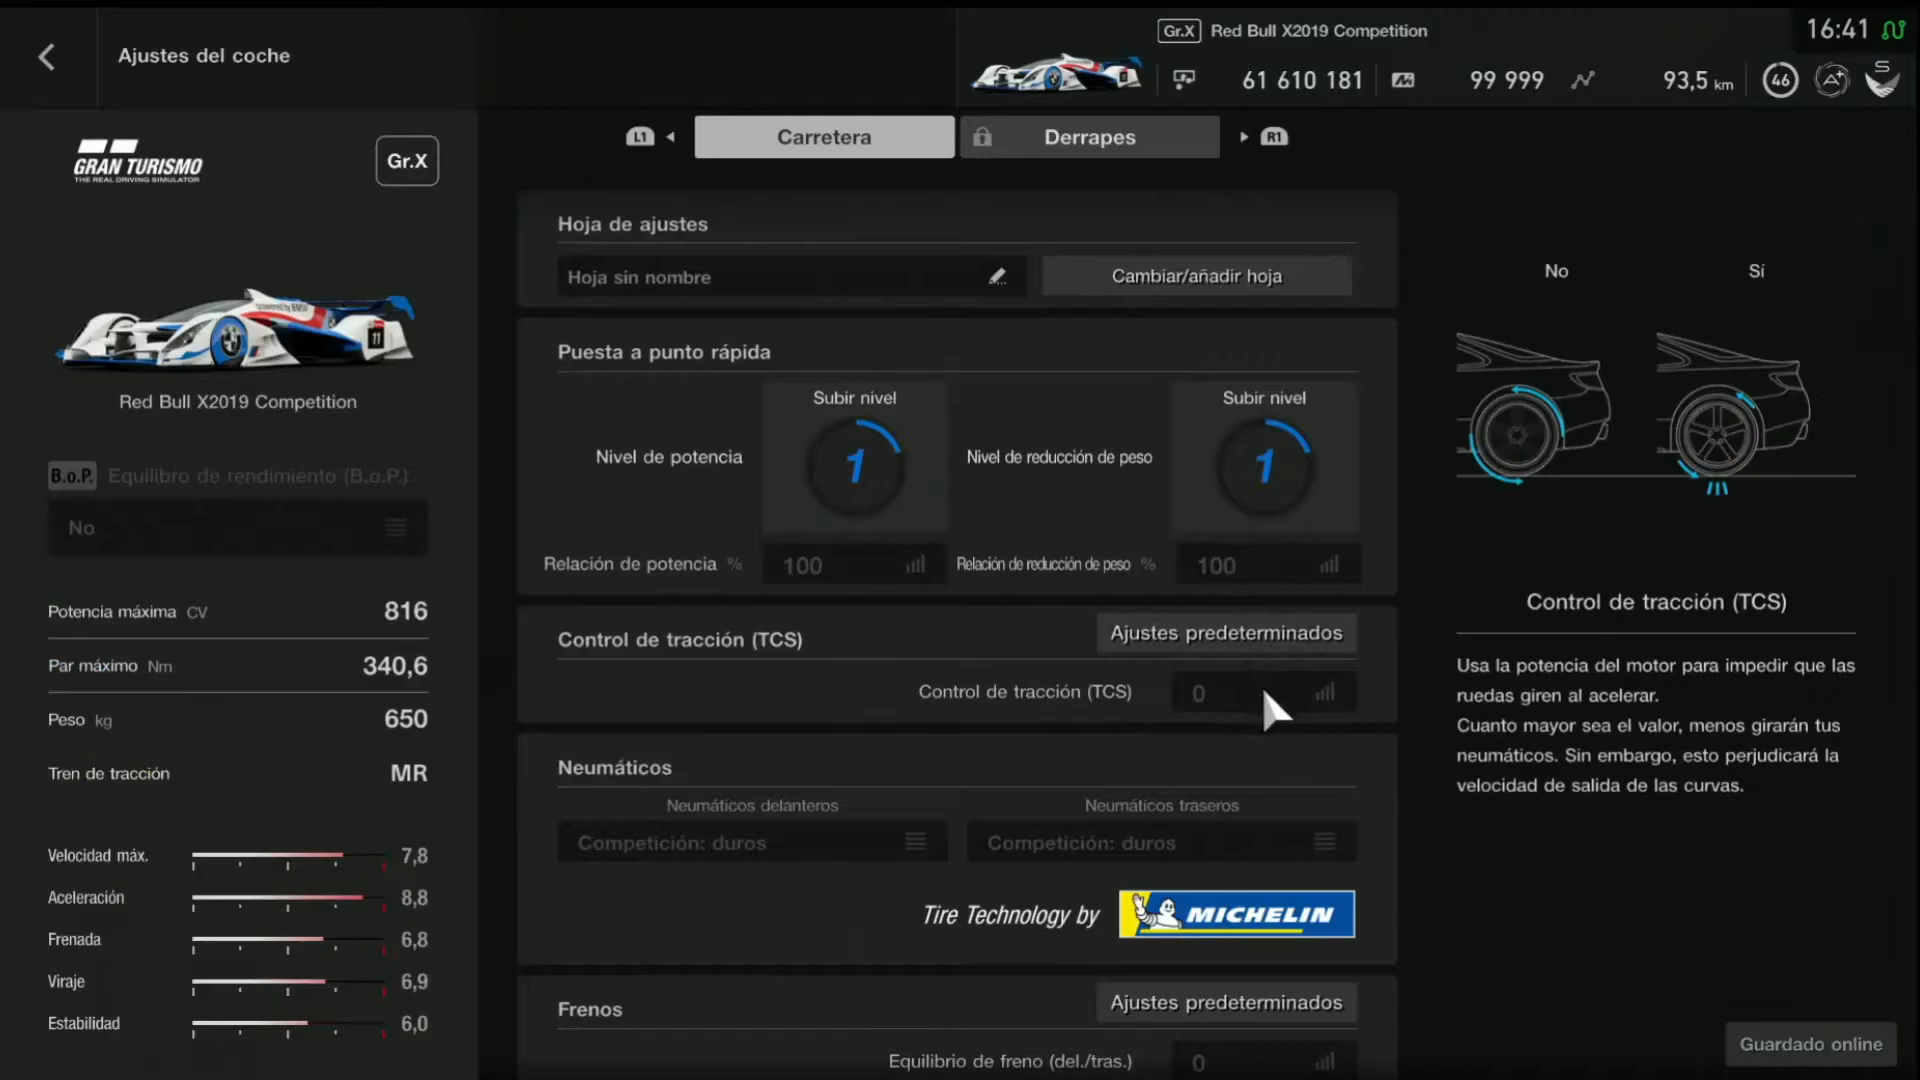 Ajustes del coche
Gr.X Red Bull X2019 Competition
16:41
61 610 181
99 999
93,5 km
46
A+
S
L1
Carretera
Derrapes
R1
GRAN TURISMO
THE REAL DRIVING SIMULATOR
Gr.X
powered by BMW
11
Red Bull X2019 Competition
B.o.P. Equilibro de rendimiento (B.o.P.)
No
Potencia máxima CV 816
Par máximo Nm 340,6
Peso kg 650
Tren de tracción MR
Velocidad máx. 7,8
Aceleración 8,8
Frenada 6,8
Viraje 6,9
Estabilidad 6,0
Hoja de ajustes
Hoja sin nombre
Cambiar/añadir hoja
Puesta a punto rápida
Subir nivel
Subir nivel
Nivel de potencia 1
Nivel de reducción de peso 1
Relación de potencia % 100
Relación de reducción de peso % 100
Control de tracción (TCS)
Ajustes predeterminados
Control de tracción (TCS) 0
Neumáticos
Neumáticos delanteros
Neumáticos traseros
Competición: duros
Competición: duros
Tire Technology by MICHELIN
Frenos
Ajustes predeterminados
Equilibrio de freno (del./tras.) 0
No
Sí
Control de tracción (TCS)
Usa la potencia del motor para impedir que las
ruedas giren al acelerar.
Cuanto mayor sea el valor, menos girarán tus
neumáticos. Sin embargo, esto perjudicará la
velocidad de salida de las curvas.
Guardado online